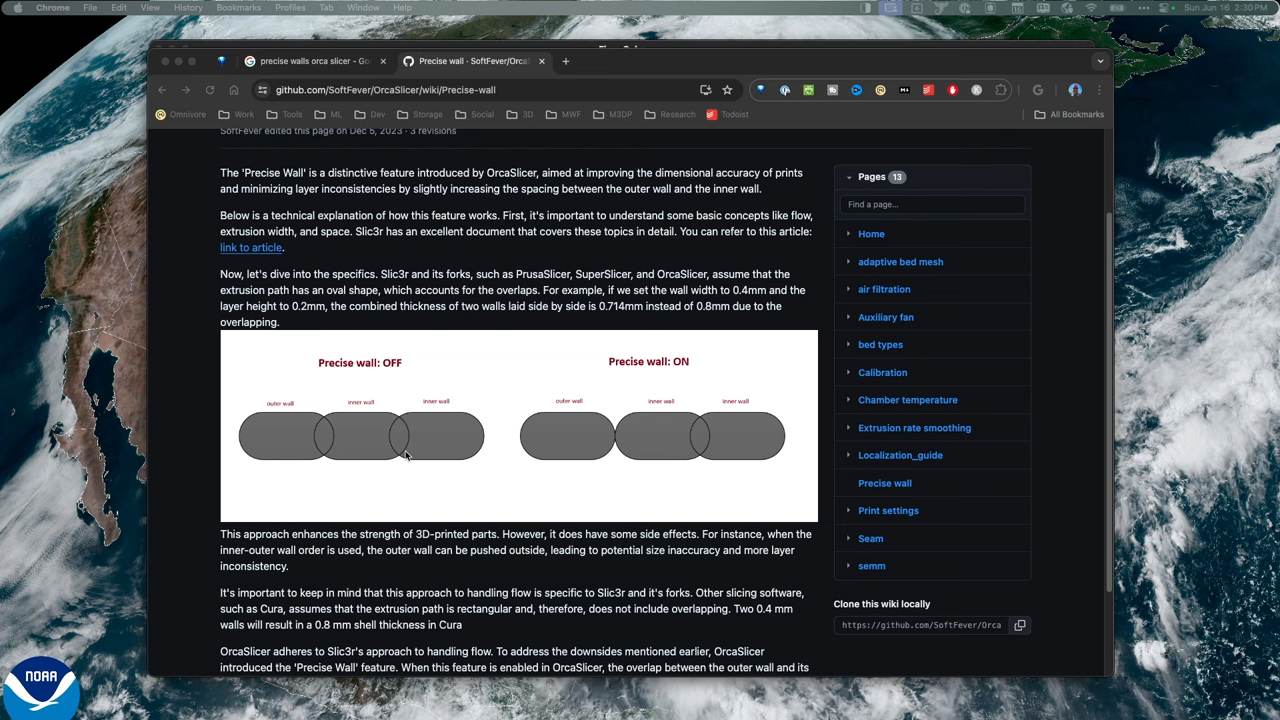 Chrome File Edit View History Bookmarks Profiles Tab Window Help Sun Jun 16 2:30 PM
precise walls orca slicer - Go
Precise wall · SoftFever/Orca
github.com/SoftFever/OrcaSlicer/wiki/Precise-wall
Omnivore Work Tools ML Dev Storage Social 3D MWF M3DP Research Todoist All Bookmarks
SoftFever edited this page on Dec 5, 2023 · 3 revisions
The 'Precise Wall' is a distinctive feature introduced by OrcaSlicer, aimed at improving the dimensional accuracy of prints
and minimizing layer inconsistencies by slightly increasing the spacing between the outer wall and the inner wall.
Below is a technical explanation of how this feature works. First, it's important to understand some basic concepts like flow,
extrusion width, and space. Slic3r has an excellent document that covers these topics in detail. You can refer to this article:
link to article.
Now, let's dive into the specifics. Slic3r and its forks, such as PrusaSlicer, SuperSlicer, and OrcaSlicer, assume that the
extrusion path has an oval shape, which accounts for the overlaps. For example, if we set the wall width to 0.4mm and the
layer height to 0.2mm, the combined thickness of two walls laid side by side is 0.714mm instead of 0.8mm due to the
overlapping.
Precise wall: OFF
outer wall inner wall inner wall
Precise wall: ON
outer wall inner wall inner wall
This approach enhances the strength of 3D-printed parts. However, it does have some side effects. For instance, when the
inner-outer wall order is used, the outer wall can be pushed outside, leading to potential size inaccuracy and more layer
inconsistency.
It's important to keep in mind that this approach to handling flow is specific to Slic3r and it's forks. Other slicing software,
such as Cura, assumes that the extrusion path is rectangular and, therefore, does not include overlapping. Two 0.4 mm
walls will result in a 0.8 mm shell thickness in Cura
OrcaSlicer adheres to Slic3r's approach to handling flow. To address the downsides mentioned earlier, OrcaSlicer
introduced the 'Precise Wall' feature. When this feature is enabled in OrcaSlicer, the overlap between the outer wall and its
Pages 13
Find a page...
Home
adaptive bed mesh
air filtration
Auxiliary fan
bed types
Calibration
Chamber temperature
Extrusion rate smoothing
Localization_guide
Precise wall
Print settings
Seam
semm
Clone this wiki locally
https://github.com/SoftFever/Orca
NOAA